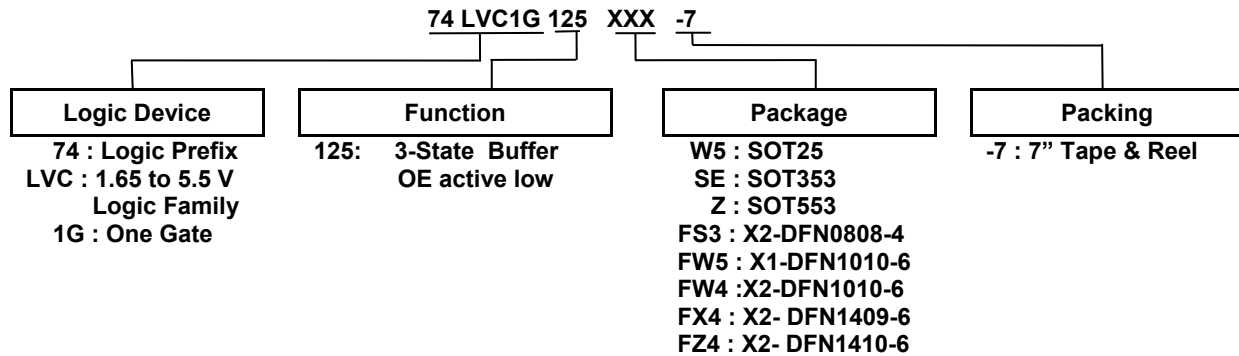 74 LVC1G 125 XXX -7
Logic Device
74 : Logic Prefix
LVC : 1.65 to 5.5 V
Logic Family
1G : One Gate
Function
125: 3-State Buffer
OE active low
Package
W5 : SOT25
SE : SOT353
Z : SOT553
FS3 : X2-DFN0808-4
FW5 : X1-DFN1010-6
FW4 :X2-DFN1010-6
FX4 : X2- DFN1409-6
FZ4 : X2- DFN1410-6
Packing
-7 : 7” Tape & Reel